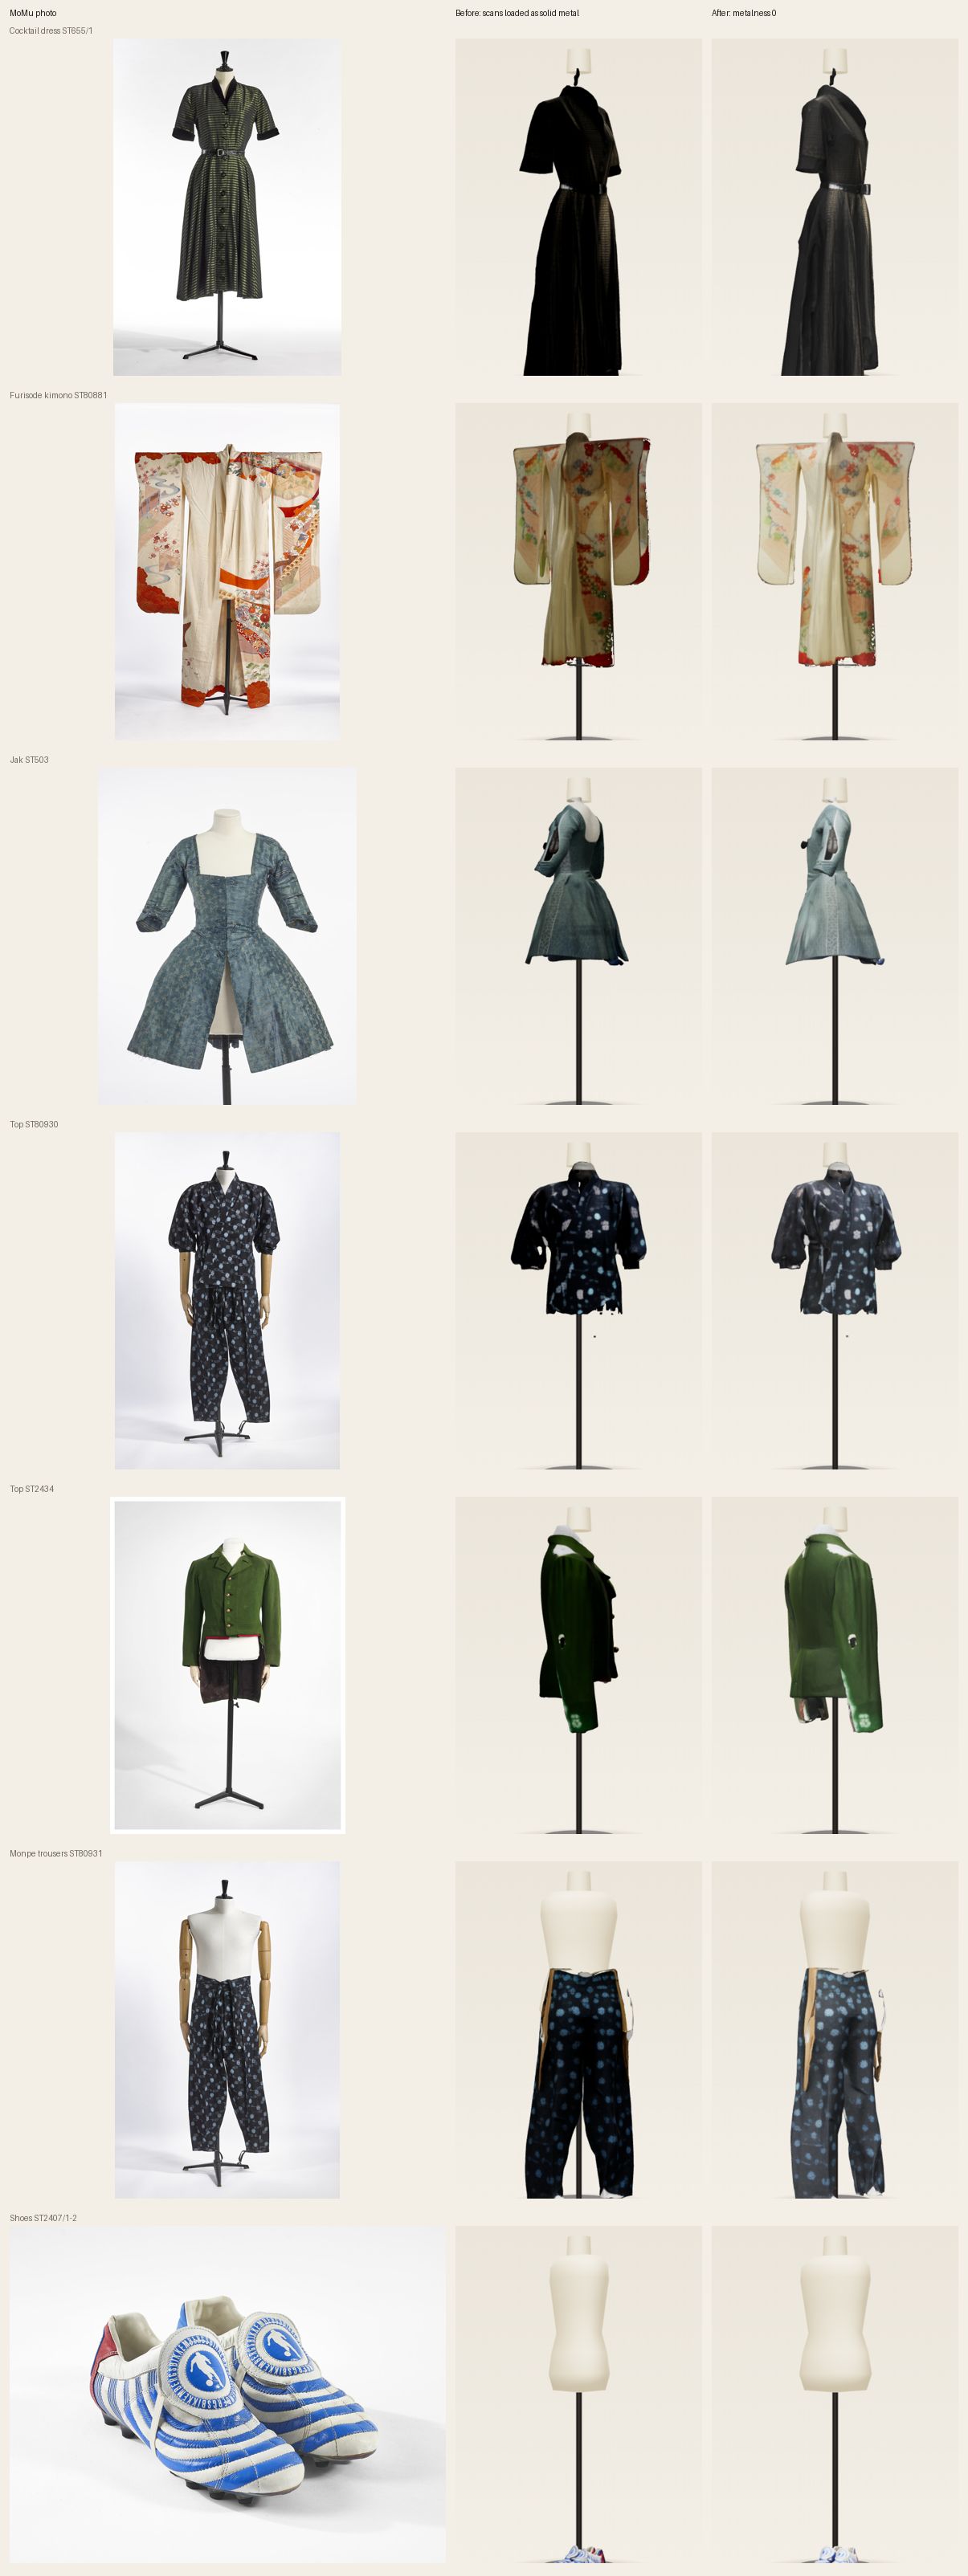 MoMu photo
Before: scans loaded as solid metal
After: metalness 0
Cocktail dress ST655/1
Furisode kimono ST80881
Jak ST503
Top ST80930
Top ST2434
Monpe trousers ST80931
Shoes ST2407/1-2